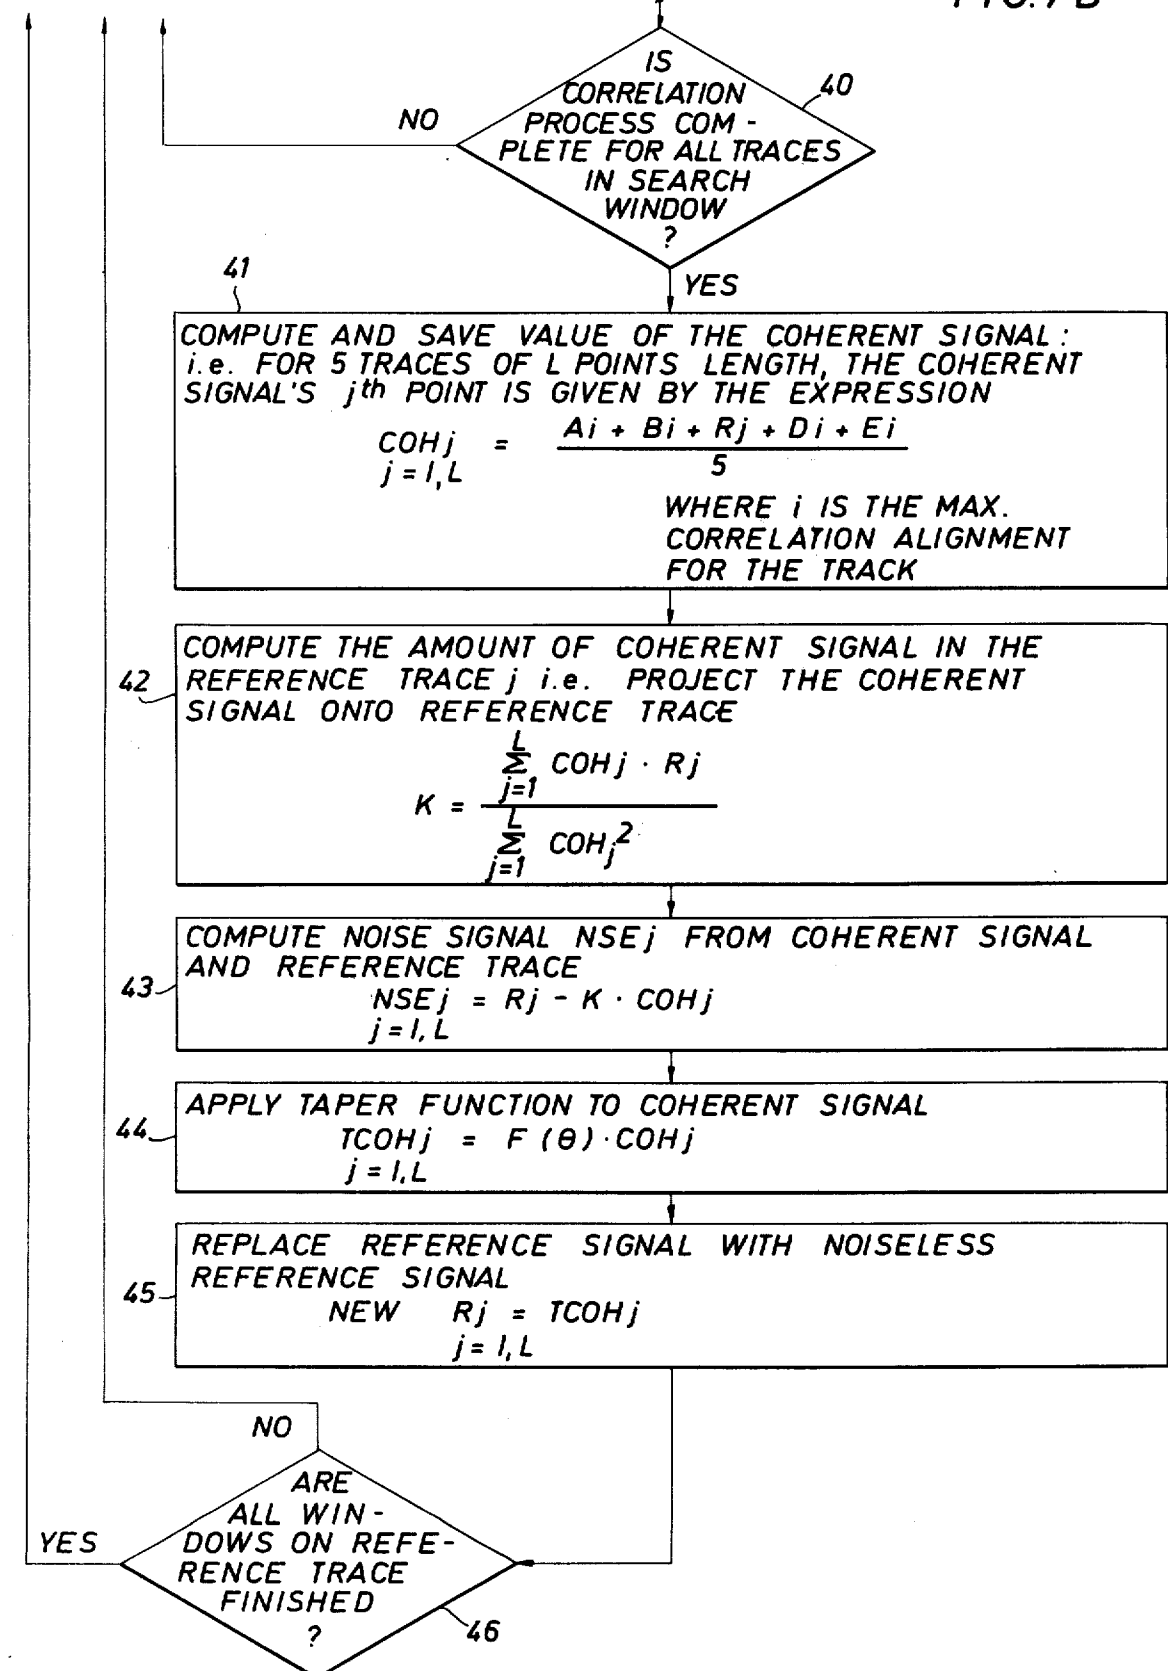 FIG. 7B
IS
CORRELATION
PROCESS COM -
PLETE FOR ALL TRACES
IN SEARCH
WINDOW
?
40
NO
YES
41
COMPUTE AND SAVE VALUE OF THE COHERENT SIGNAL :
i.e. FOR 5 TRACES OF L POINTS LENGTH, THE COHERENT
SIGNAL'S jth POINT IS GIVEN BY THE EXPRESSION
COHj = Ai + Bi + Rj + Di + Ei
5
j = 1, L
WHERE i IS THE MAX.
CORRELATION ALIGNMENT
FOR THE TRACK
42
COMPUTE THE AMOUNT OF COHERENT SIGNAL IN THE
REFERENCE TRACE j i.e. PROJECT THE COHERENT
SIGNAL ONTO REFERENCE TRACE
L
Σ COHj · Rj
j=1
K =
L
Σ COHj²
j=1
43
COMPUTE NOISE SIGNAL NSEj FROM COHERENT SIGNAL
AND REFERENCE TRACE
NSEj = Rj - K · COHj
j = 1, L
44
APPLY TAPER FUNCTION TO COHERENT SIGNAL
TCOHj = F (θ) · COHj
j = 1, L
45
REPLACE REFERENCE SIGNAL WITH NOISELESS
REFERENCE SIGNAL
NEW Rj = TCOHj
j = 1, L
NO
YES
ARE
ALL WIN -
DOWS ON REFE -
RENCE TRACE
FINISHED
?
46